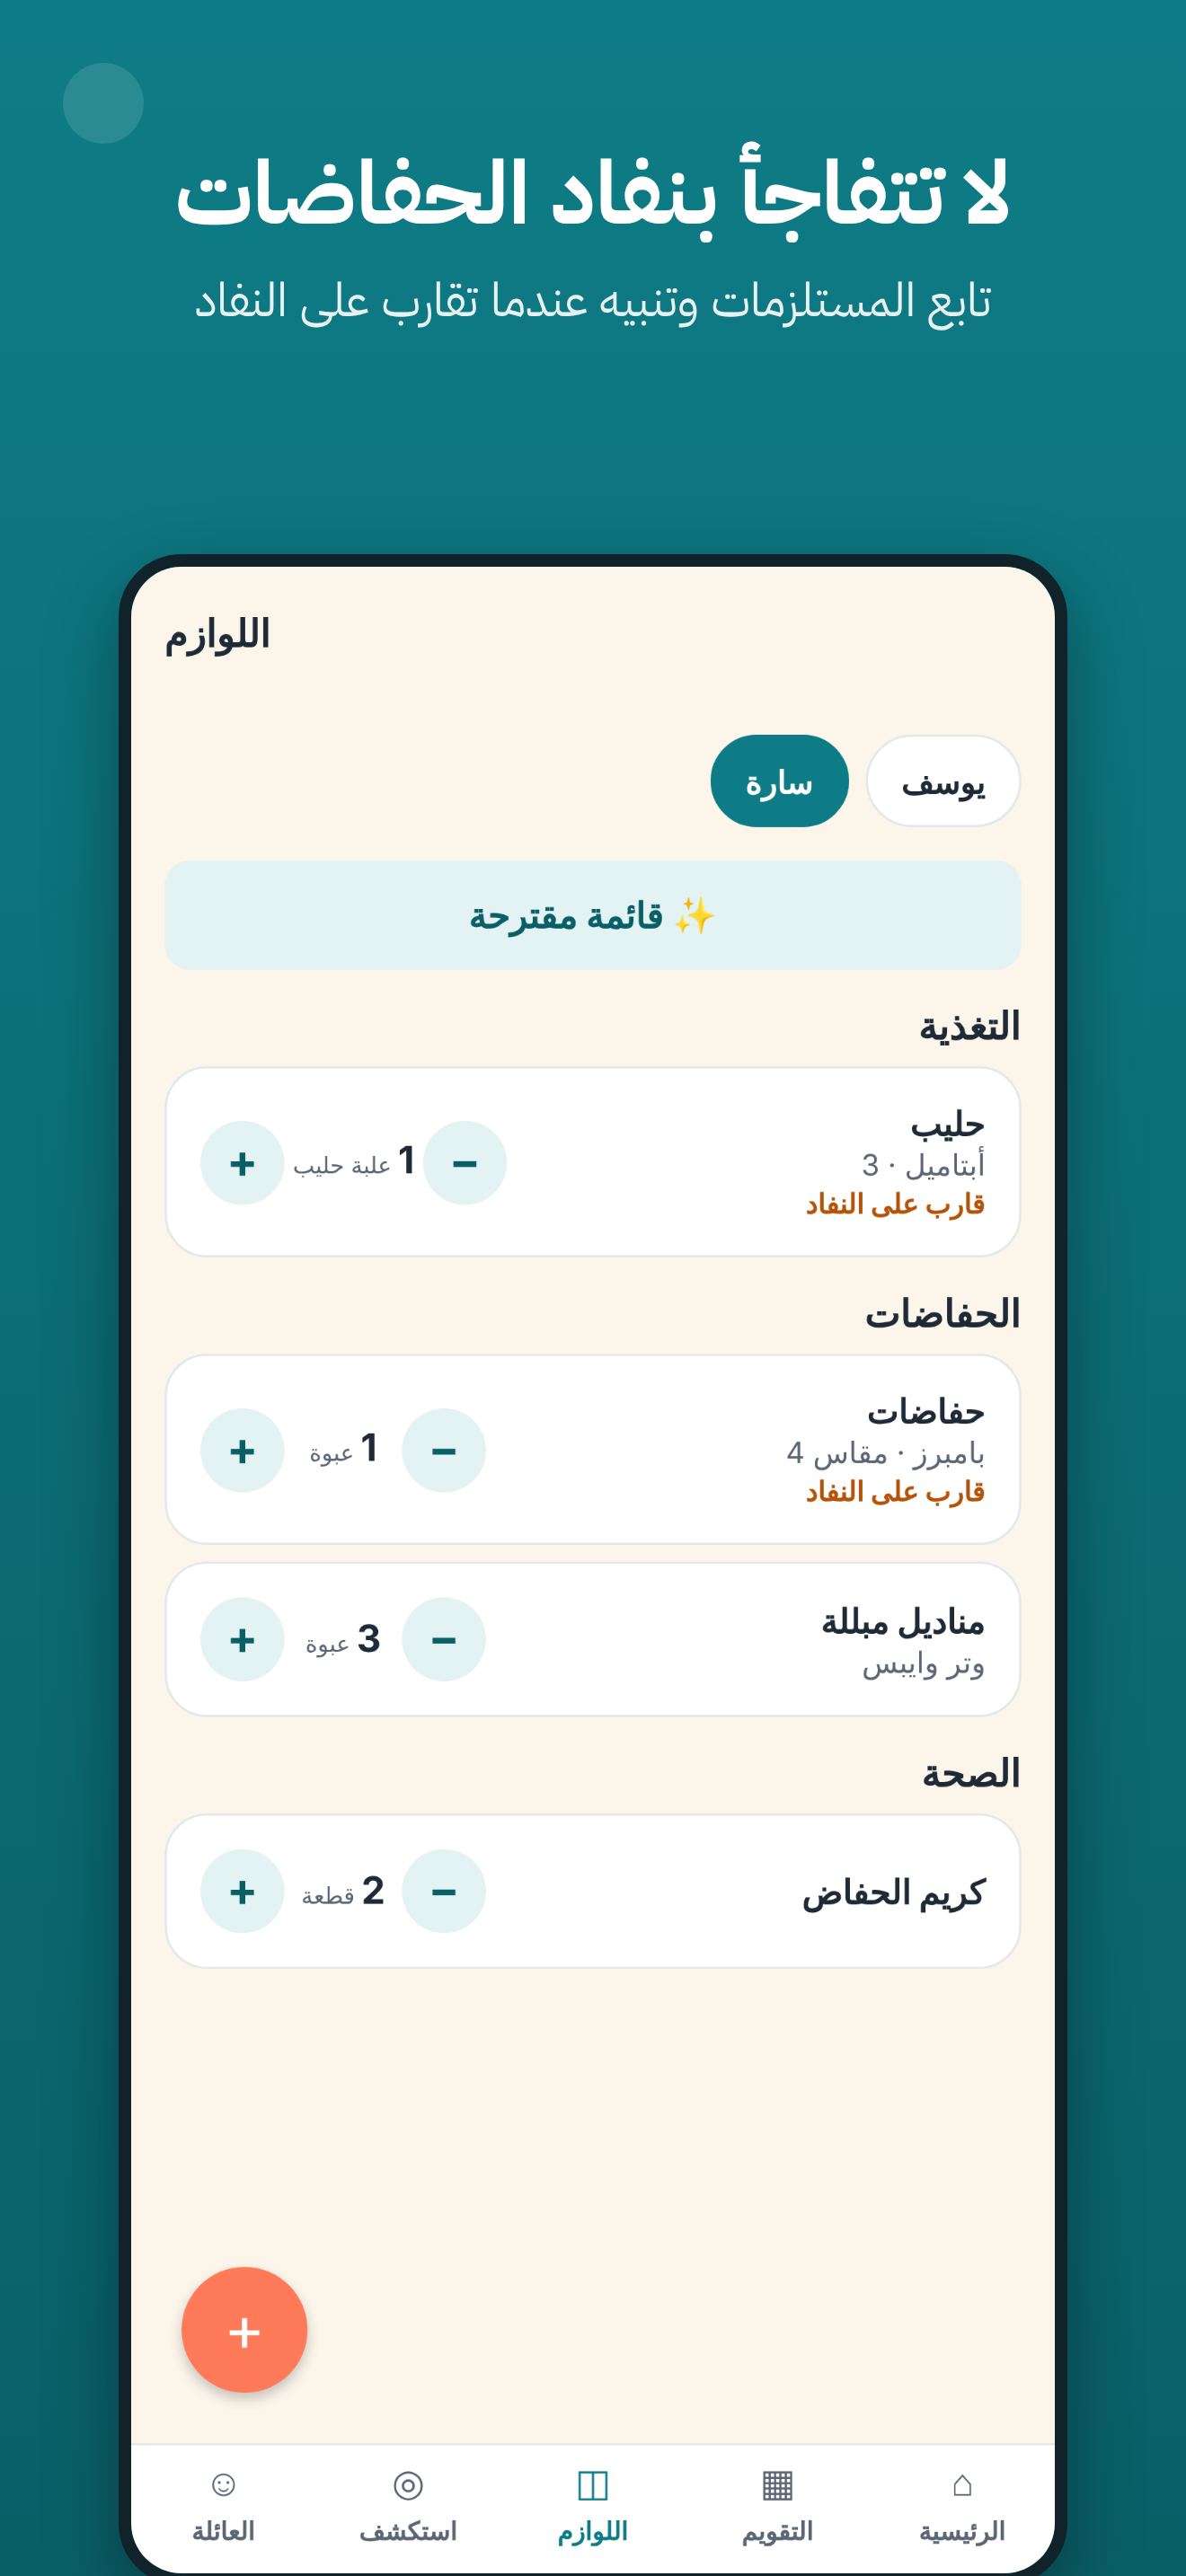 لا تتفاجأ بنفاد الحفاضات
تابع المستلزمات وتنبيه عندما تقارب على النفاد
اللوازم
يوسف
سارة
✨ قائمة مقترحة
التغذية
حليب
أبتاميل · 3
قارب على النفاد
− 1 علبة حليب +
الحفاضات
حفاضات
بامبرز · مقاس 4
قارب على النفاد
− 1 عبوة +
مناديل مبللة
وتر وايبس
− 3 عبوة +
الصحة
كريم الحفاض
− 2 قطعة +
+
الرئيسية
التقويم
اللوازم
استكشف
العائلة